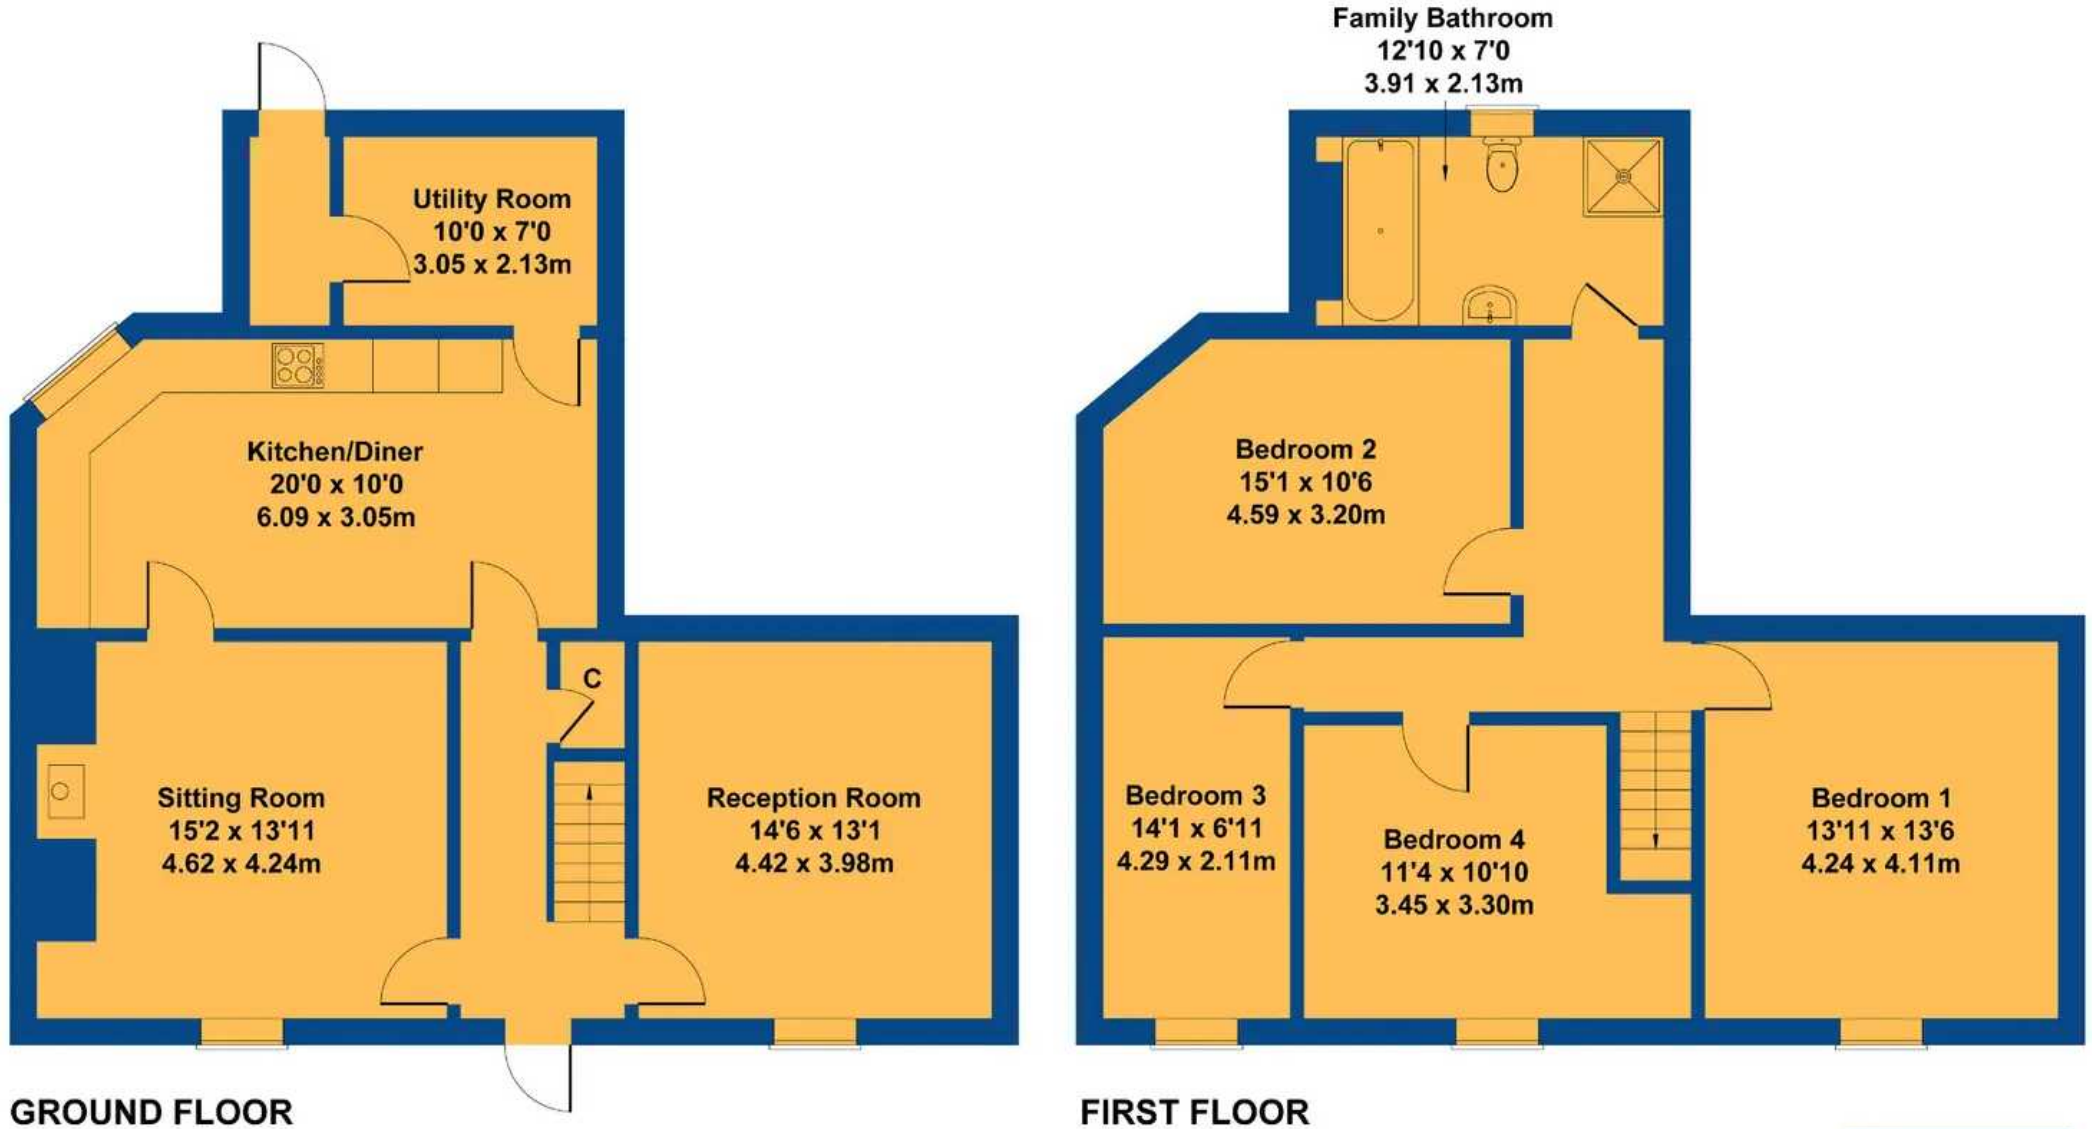 Utility Room
10'0 x 7'0
3.05 x 2.13m
Kitchen/Diner
20'0 x 10'0
6.09 x 3.05m
C
Sitting Room
15'2 x 13'11
4.62 x 4.24m
Reception Room
14'6 x 13'1
4.42 x 3.98m
GROUND FLOOR
Family Bathroom
12'10 x 7'0
3.91 x 2.13m
Bedroom 2
15'1 x 10'6
4.59 x 3.20m
Bedroom 3
14'1 x 6'11
4.29 x 2.11m
Bedroom 4
11'4 x 10'10
3.45 x 3.30m
Bedroom 1
13'11 x 13'6
4.24 x 4.11m
FIRST FLOOR